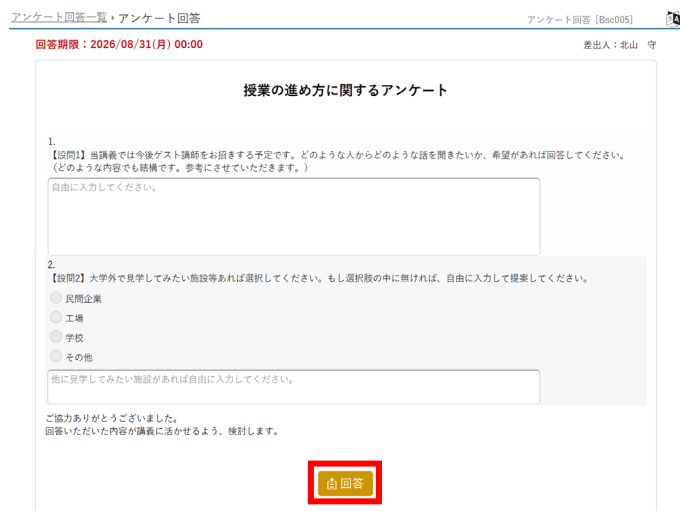 アンケート回答一覧 › アンケート回答
アンケート回答 [Bsc005]
回答期限：2026/08/31(月) 00:00
差出人：北山　守
授業の進め方に関するアンケート
1.
【設問1】当講義では今後ゲスト講師をお招きする予定です。どのような人からどのような話を聞きたいか、希望があれば回答してください。
（どのような内容でも結構です。参考にさせていただきます。）
自由に入力してください。
2.
【設問2】大学外で見学してみたい施設等あれば選択してください。もし選択肢の中に無ければ、自由に入力して提案してください。
民間企業
工場
学校
その他
他に見学してみたい施設があれば自由に入力してください。
ご協力ありがとうございました。
回答いただいた内容が講義に活かせるよう、検討します。
回答